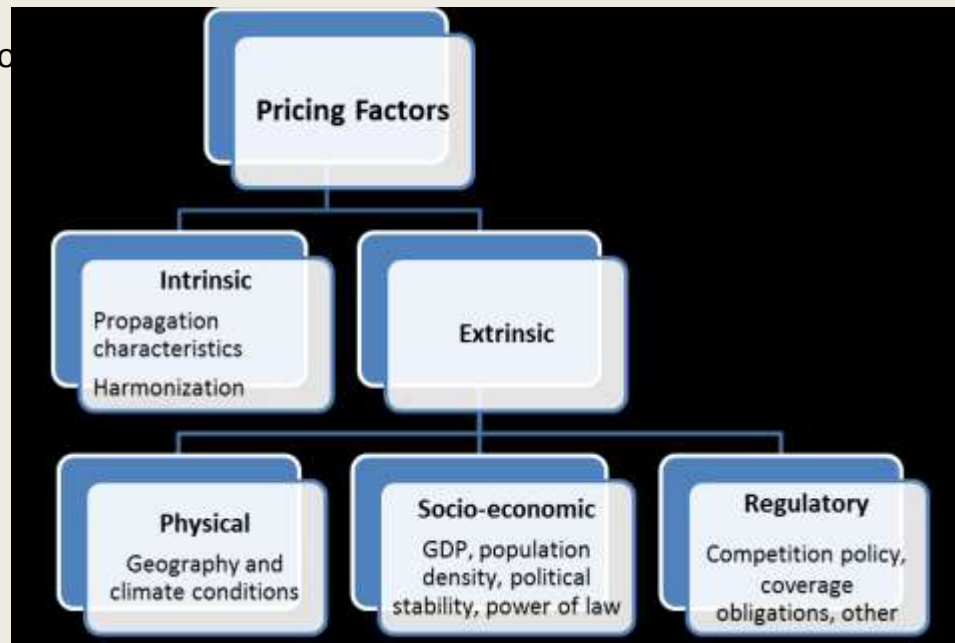 Pricing Factors
Intrinsic
Propagation
characteristics
Harmonization
Extrinsic
Physical
Geography and
climate conditions
Socio-economic
GDP, population
density, political
stability, power of law
Regulatory
Competition policy,
coverage
obligations, other